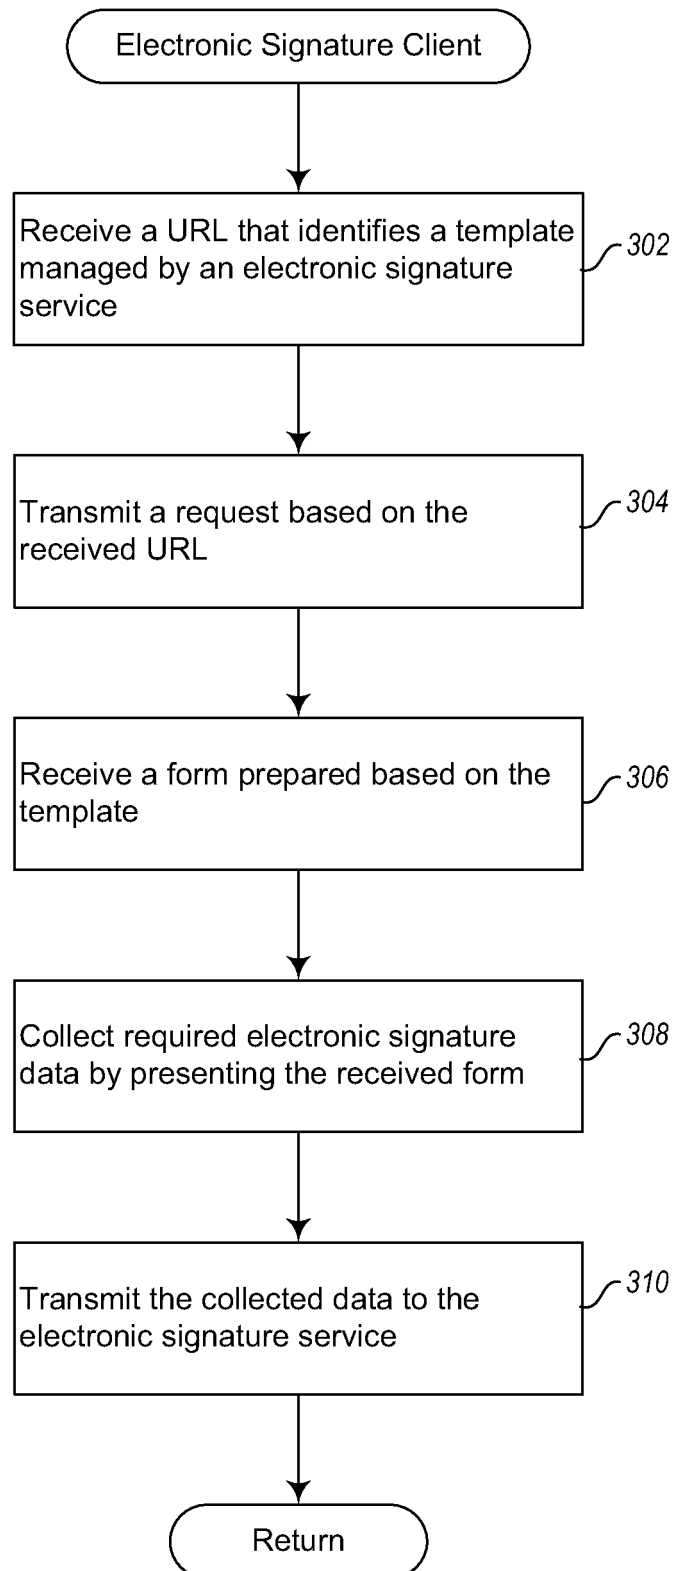 Electronic Signature Client
Receive a URL that identifies a template
managed by an electronic signature
service
302
Transmit a request based on the
received URL
304
Receive a form prepared based on the
template
306
Collect required electronic signature
data by presenting the received form
308
Transmit the collected data to the
electronic signature service
310
Return